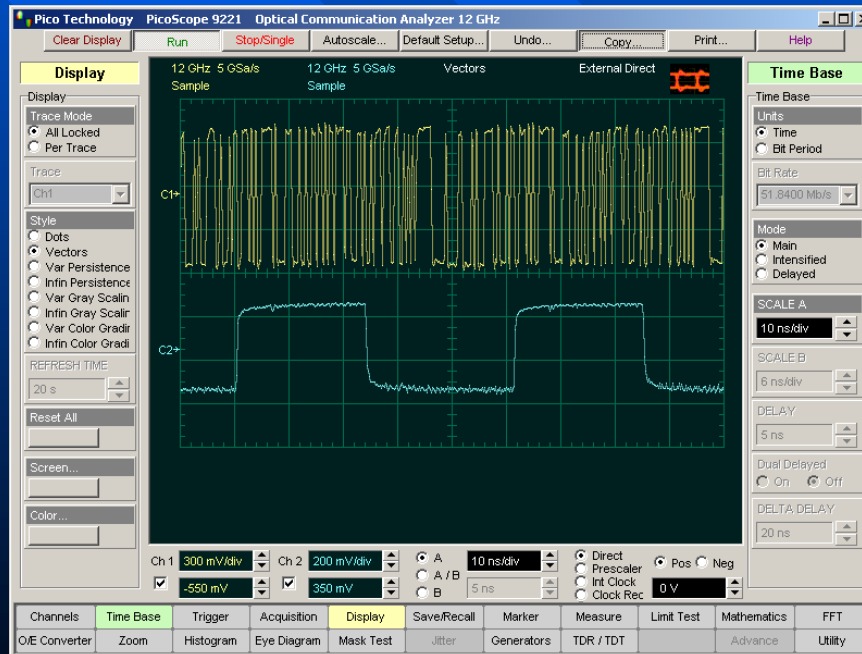 Pico Technology PicoScope 9221 Optical Communication Analyzer 12 GHz
Clear Display Run Stop/Single Autoscale... Default Setup... Undo... Copy... Print... Help
Display
Display
Trace Mode
All Locked
Per Trace
Trace
Ch1
Style
Dots
Vectors
Var Persistence
Infin Persistence
Var Gray Scalin
Infin Gray Scalin
Var Color Gradir
Infin Color Gradi
REFRESH TIME
20 s
Reset All
Screen...
Color...
12 GHz 5 GSa/s 12 GHz 5 GSa/s Vectors External Direct
Sample Sample
C1
C2
Time Base
Time Base
Units
Time
Bit Period
Bit Rate
51.8400 Mb/s
Mode
Main
Intensified
Delayed
SCALE A
10 ns/div
SCALE B
6 ns/div
DELAY
5 ns
Dual Delayed
On Off
DELTA DELAY
20 ns
Ch 1 300 mV/div Ch 2 200 mV/div A 10 ns/div Direct
Prescaler Pos Neg
A / B Int Clock
-550 mV 350 mV B 5 ns Clock Rec 0 V
Channels Time Base Trigger Acquisition Display Save/Recall Marker Measure Limit Test Mathematics FFT
O/E Converter Zoom Histogram Eye Diagram Mask Test Jitter Generators TDR / TDT Advance Utility